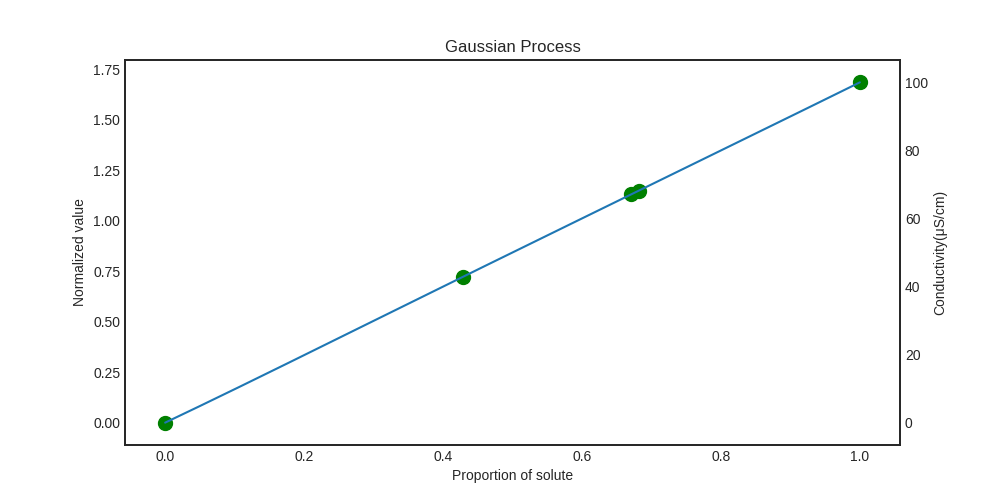 Gaussian Process
1.75
1.50
1.25
1.00
0.75
0.50
0.25
0.00
Normalized value
100
80
60
40
20
0
Conductivity(μS/cm)
0.0 0.2 0.4 0.6 0.8 1.0
Proportion of solute